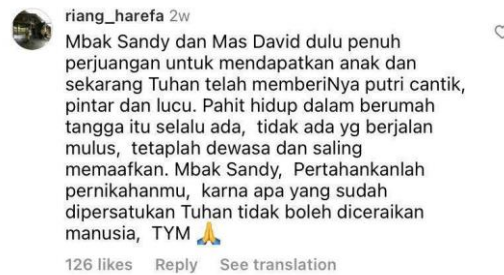 riang_harefa 2w
Mbak Sandy dan Mas David dulu penuh
perjuangan untuk mendapatkan anak dan
sekarang Tuhan telah memberiNya putri cantik,
pintar dan lucu. Pahit hidup dalam berumah
tangga itu selalu ada, tidak ada yg berjalan
mulus, tetaplah dewasa dan saling
memaafkan. Mbak Sandy, Pertahankanlah
pernikahanmu, karna apa yang sudah
dipersatukan Tuhan tidak boleh diceraikan
manusia, TYM 🙏
126 likes Reply See translation